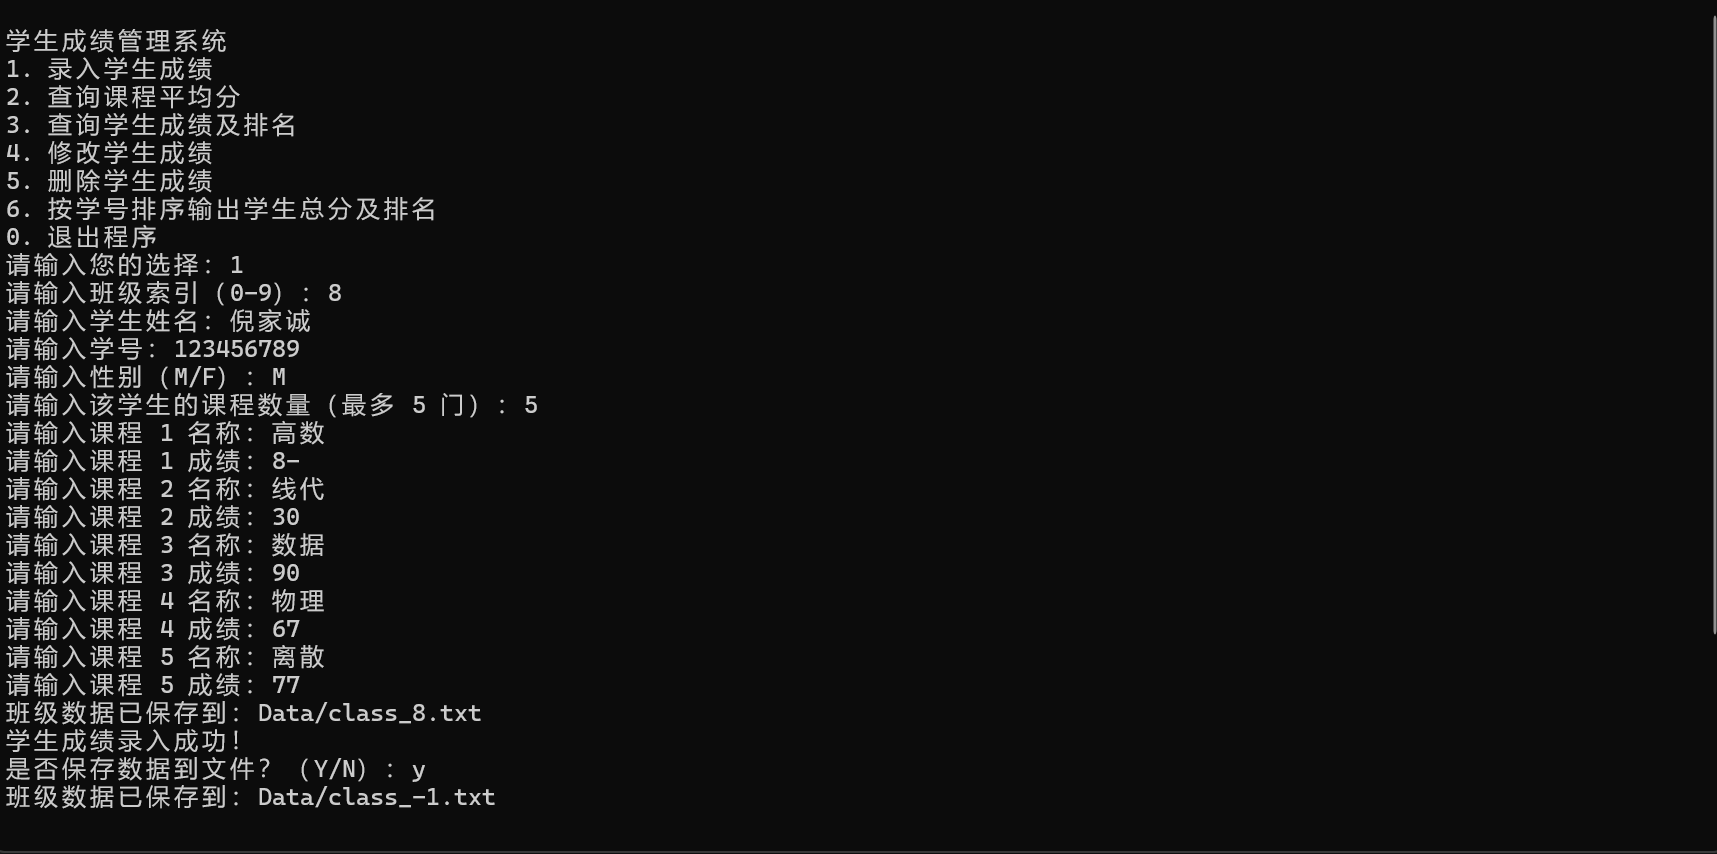 学生成绩管理系统
1. 录入学生成绩
2. 查询课程平均分
3. 查询学生成绩及排名
4. 修改学生成绩
5. 删除学生成绩
6. 按学号排序输出学生总分及排名
0. 退出程序
请输入您的选择：1
请输入班级索引（0-9）：8
请输入学生姓名：倪家诚
请输入学号：123456789
请输入性别（M/F）：M
请输入该学生的课程数量（最多 5 门）：5
请输入课程 1 名称：高数
请输入课程 1 成绩：8-
请输入课程 2 名称：线代
请输入课程 2 成绩：30
请输入课程 3 名称：数据
请输入课程 3 成绩：90
请输入课程 4 名称：物理
请输入课程 4 成绩：67
请输入课程 5 名称：离散
请输入课程 5 成绩：77
班级数据已保存到：Data/class_8.txt
学生成绩录入成功！
是否保存数据到文件？（Y/N）：y
班级数据已保存到：Data/class_-1.txt